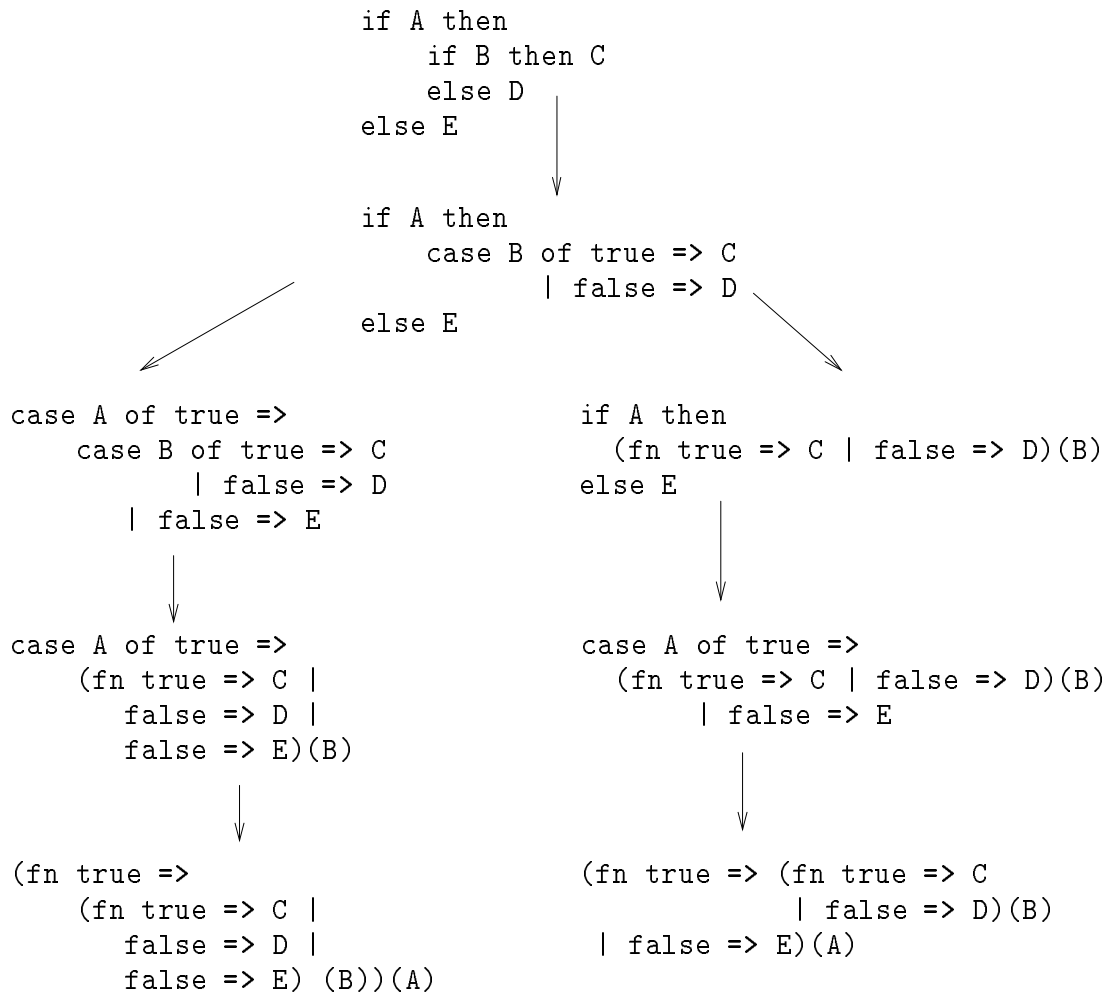 if A then
if B then C
else D
else E
if A then
case B of true => C
| false => D
else E
case A of true =>
case B of true => C
| false => D
| false => E
case A of true =>
(fn true => C |
false => D |
false => E)(B)
(fn true =>
(fn true => C |
false => D |
false => E) (B))(A)
if A then
(fn true => C | false => D)(B)
else E
case A of true =>
(fn true => C | false => D)(B)
| false => E
(fn true => (fn true => C
| false => D)(B)
| false => E)(A)